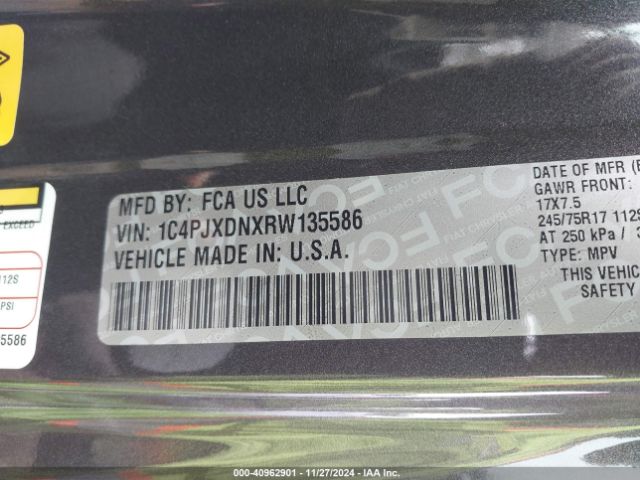 EXCEED
112S
PSI
5586
MFD BY: FCA US LLC
VIN: 1C4PJXDNXRW135586
VEHICLE MADE IN: U.S.A.
DATE OF MFR (
GAWR FRONT:
17X7.5
245/75R17 112S
AT 250 kPa /
TYPE: MPV
THIS VEHIC
SAFETY
000-40962901 - 11/27/2024 - IAA Inc.